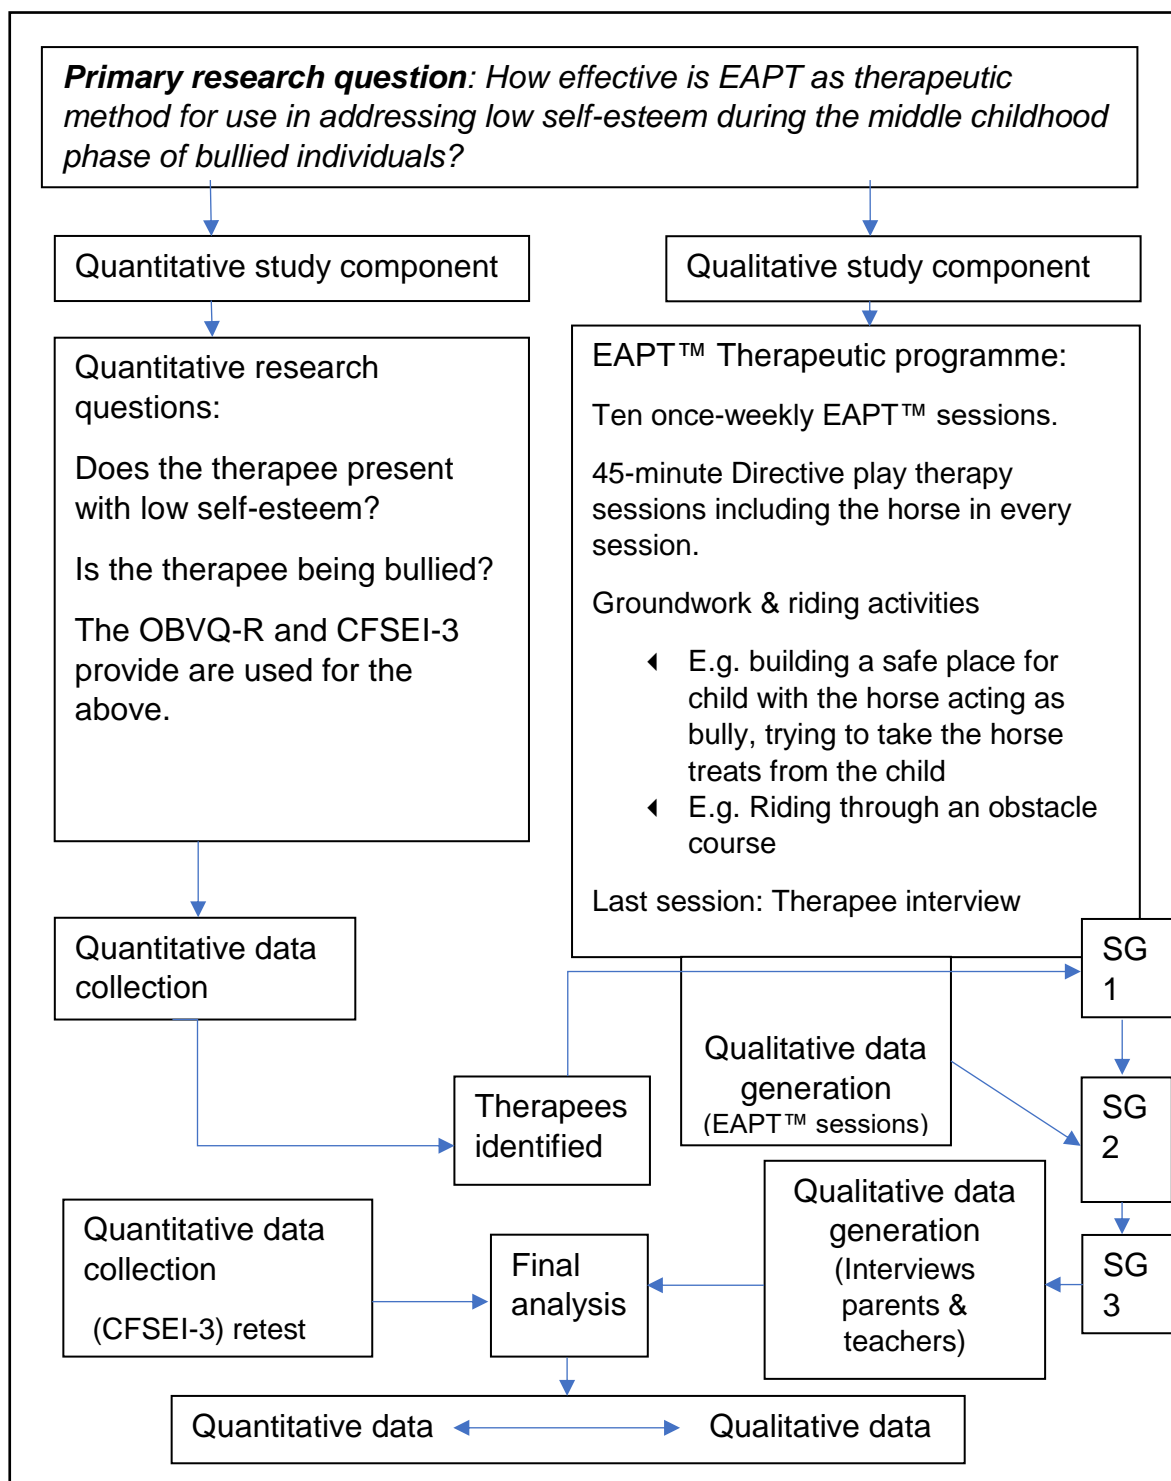 Primary research question: How effective is EAPT as therapeutic
method for use in addressing low self-esteem during the middle childhood
phase of bullied individuals?
Quantitative study component
Qualitative study component
Quantitative research
questions:
Does the therapee present
with low self-esteem?
Is the therapee being bullied?
The OBVQ-R and CFSEI-3
provide are used for the
above.
EAPT™ Therapeutic programme:
Ten once-weekly EAPT™ sessions.
45-minute Directive play therapy
sessions including the horse in every
session.
Groundwork & riding activities
E.g. building a safe place for
child with the horse acting as
bully, trying to take the horse
treats from the child
E.g. Riding through an obstacle
course
Last session: Therapee interview
Quantitative data
collection
SG
1
Qualitative data
generation
(EAPT™ sessions)
Therapees
identified
SG
2
Quantitative data
collection
(CFSEI-3) retest
Final
analysis
Qualitative data
generation
(Interviews
parents &
teachers)
SG
3
Quantitative data
Qualitative data